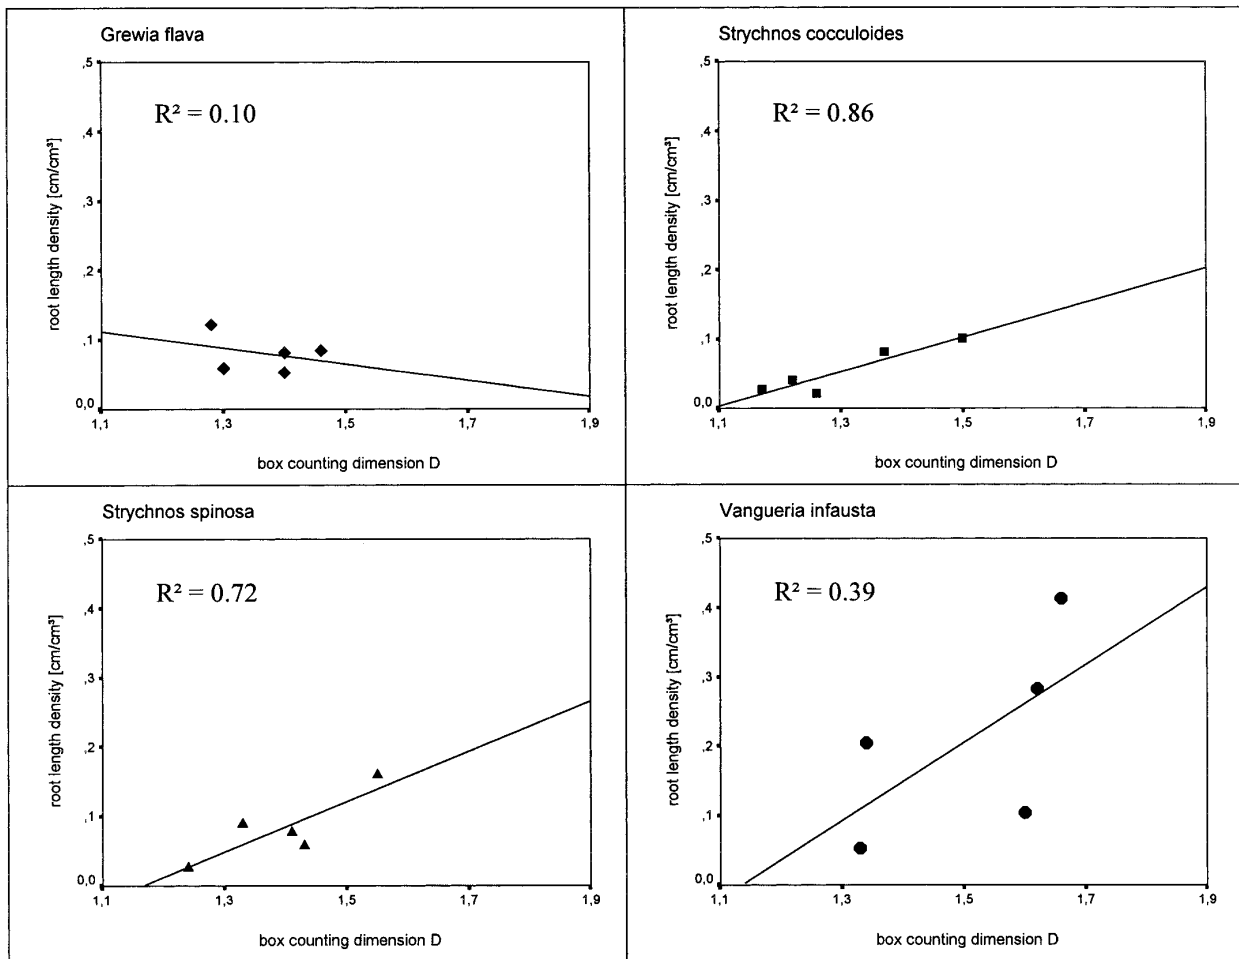 Grewia flava
R² = 0.10
root length density [cm/cm³]
,5
,4
,3
,2
,1
0,0
1,1 1,3 1,5 1,7 1,9
box counting dimension D
Strychnos cocculoides
R² = 0.86
root length density [cm/cm³]
,5
,4
,3
,2
,1
0,0
1,1 1,3 1,5 1,7 1,9
box counting dimension D
Strychnos spinosa
R² = 0.72
root length density [cm/cm³]
,5
,4
,3
,2
,1
0,0
1,1 1,3 1,5 1,7 1,9
box counting dimension D
Vangueria infausta
R² = 0.39
root length density [cm/cm³]
,5
,4
,3
,2
,1
0,0
1,1 1,3 1,5 1,7 1,9
box counting dimension D